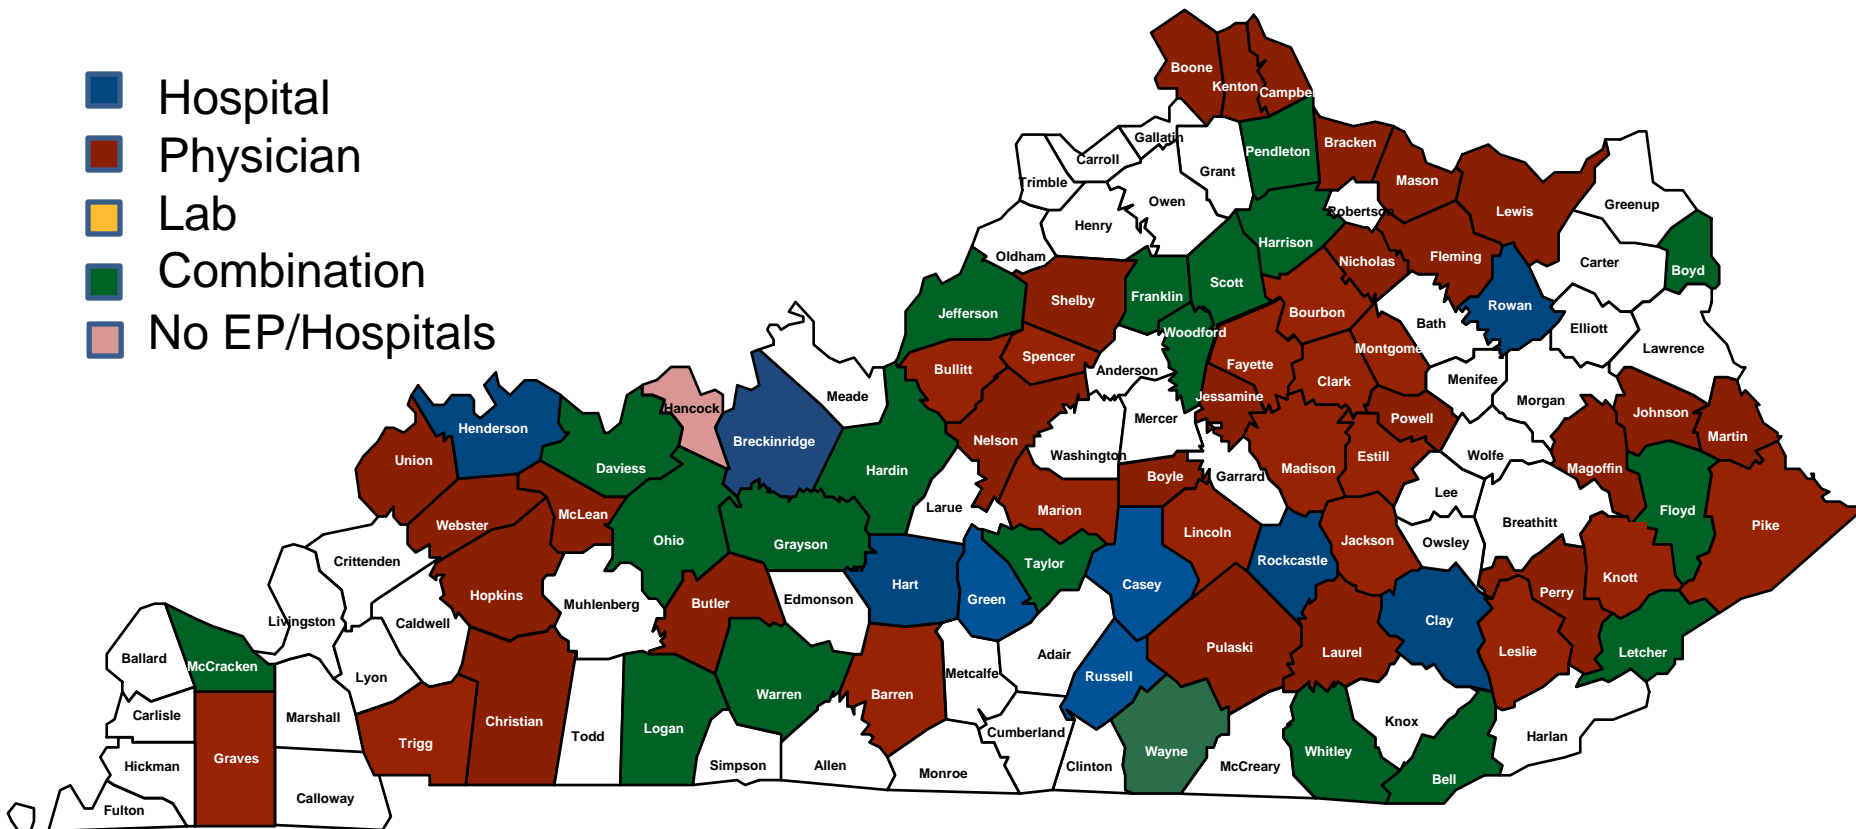 Hospital
Physician
Lab
Combination
No EP/Hospitals
Boone
Kenton
Campbel
Gallatin
Carroll
Grant
Pendleton
Bracken
Mason
Trimble
Owen
Henry
Robertson
Lewis
Greenup
Oldham
Harrison
Nicholas
Fleming
Carter
Boyd
Jefferson
Shelby
Franklin
Scott
Bourbon
Bath
Rowan
Elliott
Lawrence
Woodford
Bullitt
Spencer
Anderson
Fayette
Montgome
Clark
Menifee
Morgan
Meade
Hancock
Henderson
Breckinridge
Jessamine
Mercer
Powell
Johnson
Martin
Union
Daviess
Hardin
Nelson
Washington
Madison
Estill
Wolfe
Magoffin
Boyle
Garrard
Lee
Webster
McLean
Larue
Marion
Floyd
Pike
Ohio
Grayson
Lincoln
Jackson
Owsley
Breathitt
Crittenden
Taylor
Rockcastle
Hopkins
Muhlenberg
Butler
Edmonson
Hart
Green
Casey
Perry
Knott
Livingston
Caldwell
Clay
Ballard
McCracken
Lyon
Adair
Pulaski
Laurel
Leslie
Letcher
Metcalfe
Russell
Warren
Barren
Carlisle
Marshall
Trigg
Christian
Todd
Logan
Cumberland
Wayne
Whitley
Knox
Harlan
Hickman
Graves
Simpson
Allen
Monroe
Clinton
McCreary
Bell
Fulton
Calloway